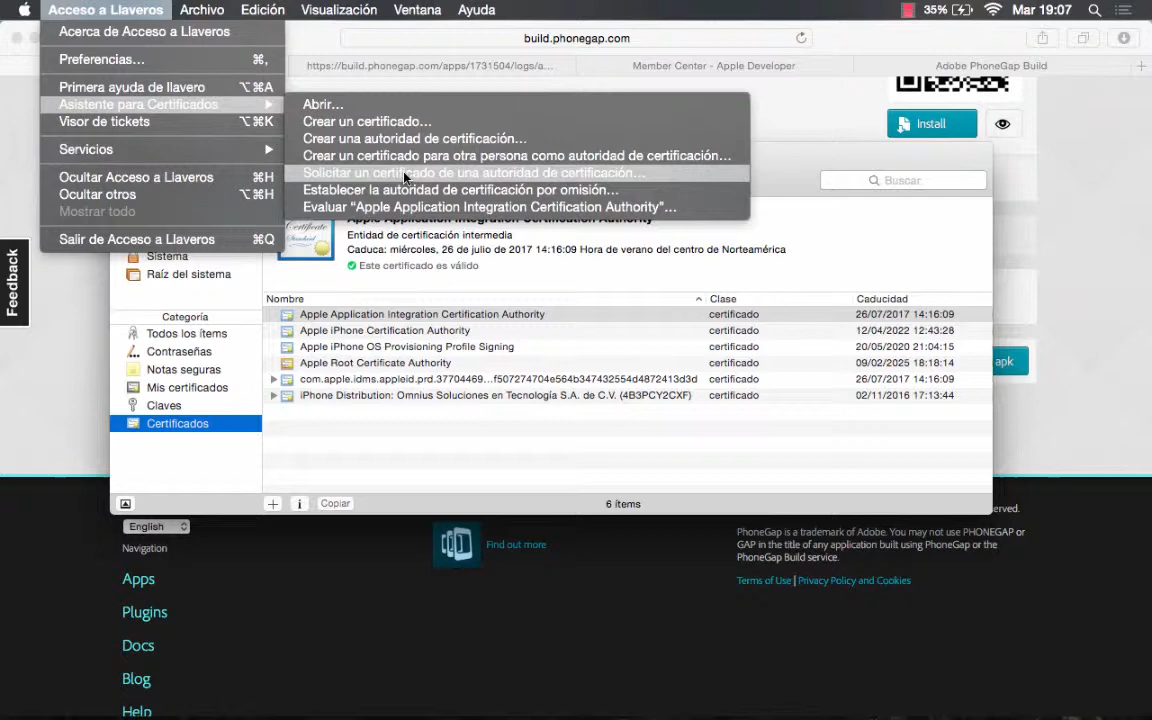 Acceso a Llaveros Archivo Edición Visualización Ventana Ayuda 35% Mar 19:07
Acerca de Acceso a Llaveros
Preferencias... ⌘,
Primera ayuda de llavero ⌥⌘A
Asistente para Certificados ▶
Visor de tickets ⌥⌘K
Servicios ▶
Ocultar Acceso a Llaveros ⌘H
Ocultar otros ⌥⌘H
Mostrar todo
Salir de Acceso a Llaveros ⌘Q
Abrir...
Crear un certificado...
Crear una autoridad de certificación...
Crear un certificado para otra persona como autoridad de certificación...
Solicitar un certificado de una autoridad de certificación...
Establecer la autoridad de certificación por omisión...
Evaluar “Apple Application Integration Certification Authority”...
build.phonegap.com
https://build.phonegap.com/apps/1731504/logs/a... Member Center - Apple Developer Adobe PhoneGap Build
Install
Buscar
Feedback
Apple Application Integration Certification Authority
Entidad de certificación intermedia
Caduca: miércoles, 26 de julio de 2017 14:16:09 Hora de verano del centro de Norteamérica
Este certificado es válido
Sistema
Raíz del sistema
Categoría
Todos los ítems
Contraseñas
Notas seguras
Mis certificados
Claves
Certificados
Nombre Clase Caducidad
Apple Application Integration Certification Authority certificado 26/07/2017 14:16:09
Apple iPhone Certification Authority certificado 12/04/2022 12:43:28
Apple iPhone OS Provisioning Profile Signing certificado 20/05/2020 21:04:15
Apple Root Certificate Authority certificado 09/02/2025 18:18:14
com.apple.idms.appleid.prd.37704469...f507274704e564b347432554d4872413d3d certificado 26/07/2017 14:16:09
iPhone Distribution: Omnius Soluciones en Tecnología S.A. de C.V. (4B3PCY2CXF) certificado 02/11/2016 17:13:44
apk
Copiar
6 ítems
English
Navigation
Apps
Plugins
Docs
Blog
Help
Find out more
erved.
PhoneGap is a trademark of Adobe. You may not use PHONEGAP or
GAP in the title of any application built using PhoneGap or the
PhoneGap Build service.
Terms of Use | Privacy Policy and Cookies